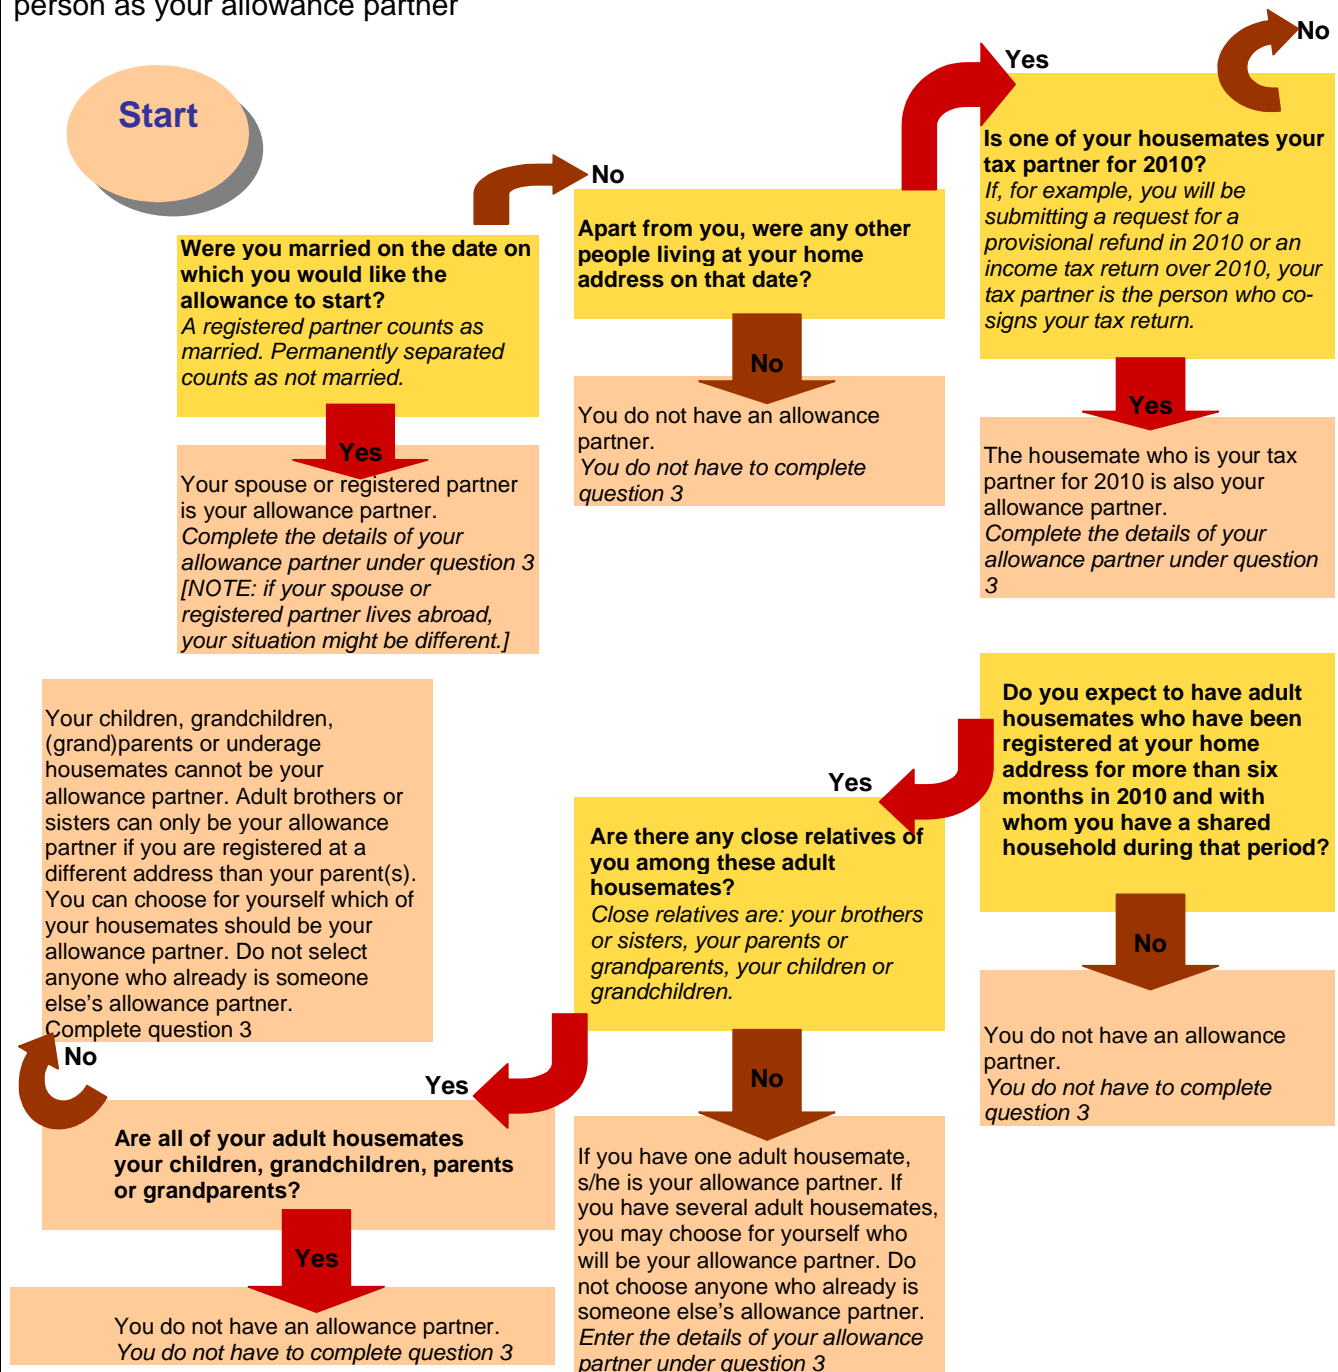 person as your allowance partner
Start
Were you married on the date on
which you would like the
allowance to start?
A registered partner counts as
married. Permanently separated
counts as not married.
Yes
Your spouse or registered partner
is your allowance partner.
Complete the details of your
allowance partner under question 3
[NOTE: if your spouse or
registered partner lives abroad,
your situation might be different.]
No
Apart from you, were any other
people living at your home
address on that date?
No
You do not have an allowance
partner.
You do not have to complete
question 3
Yes
Is one of your housemates your
tax partner for 2010?
If, for example, you will be
submitting a request for a
provisional refund in 2010 or an
income tax return over 2010, your
tax partner is the person who co-
signs your tax return.
No
Yes
The housemate who is your tax
partner for 2010 is also your
allowance partner.
Complete the details of your
allowance partner under question
3
Do you expect to have adult
housemates who have been
registered at your home
address for more than six
months in 2010 and with
whom you have a shared
household during that period?
No
You do not have an allowance
partner.
You do not have to complete
question 3
Yes
Are there any close relatives of
you among these adult
housemates?
Close relatives are: your brothers
or sisters, your parents or
grandparents, your children or
grandchildren.
No
If you have one adult housemate,
s/he is your allowance partner. If
you have several adult housemates,
you may choose for yourself who
will be your allowance partner. Do
not choose anyone who already is
someone else's allowance partner.
Enter the details of your allowance
partner under question 3
Yes
Are all of your adult housemates
your children, grandchildren, parents
or grandparents?
No
Your children, grandchildren,
(grand)parents or underage
housemates cannot be your
allowance partner. Adult brothers or
sisters can only be your allowance
partner if you are registered at a
different address than your parent(s).
You can choose for yourself which of
your housemates should be your
allowance partner. Do not select
anyone who already is someone
else's allowance partner.
Complete question 3
Yes
You do not have an allowance partner.
You do not have to complete question 3